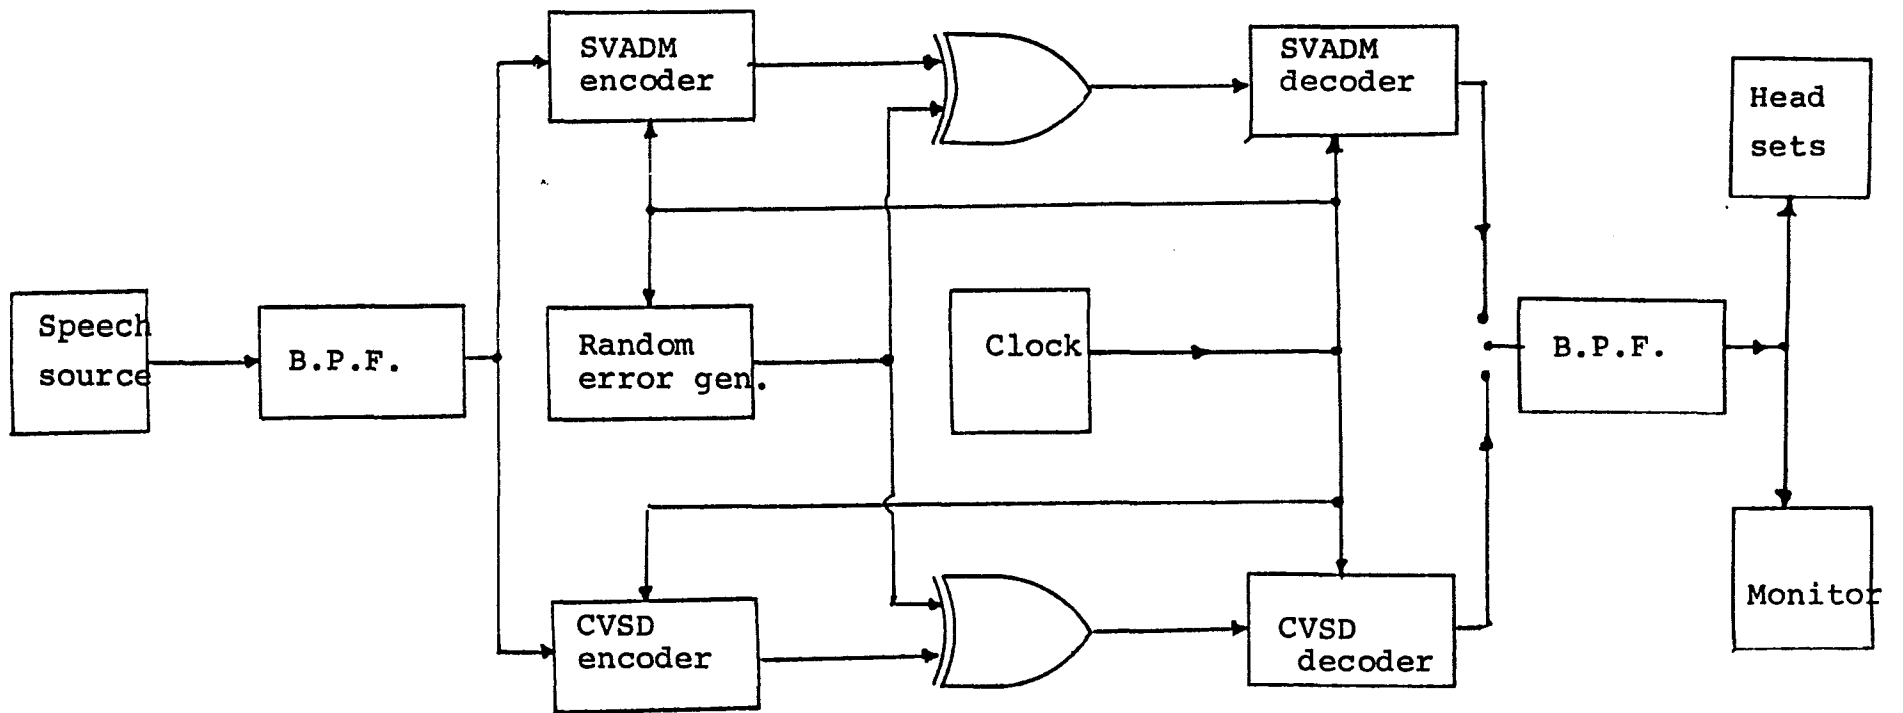 SVADM
encoder
SVADM
decoder
Head
sets
Speech
source
B.P.F.
Random
error gen.
Clock
B.P.F.
CVSD
encoder
CVSD
decoder
Monitor